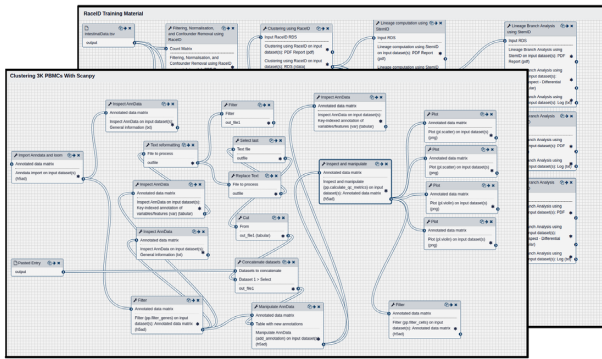 RaceID Training Material
Filtering, Normalisation,
and Confounder Removal using
RaceID
Count Matrix
Filtering, Normalisation,
and Confounder Removal using
output
Clustering using RaceID
Input RaceID RDS
Clustering using RaceID on input
dataset(s): PDF Report (pdf)
Clustering using RaceID on input
Lineage computation using
StemID
Input RDS
Lineage computation using
StemID on input
dataset(s): PDF Report
(pdf)
Lineage computation using
Lineage Branch Analysis
using StemID
Input RDS
Lineage Branch Analysis using
StemID on input dataset(s): PDF
Report (pdf)
Clustering 3K PBMCs With Scanpy
Inspect AnnData
Annotated data matrix
Inspect AnnData on input dataset(s):
General information (txt)
Filter
Filter
out_file1
Inspect AnnData
Annotated data matrix
Inspect AnnData on input
dataset(s):
Key-indexed annotation of
variables/features (var) (tabular)
Plot
Annotated data matrix
Plot (pl.scatter) on input dataset(s)
(png)
Text reformatting
File to process
outfile
Select last
Text file
outfile
Import Anndata and loom
Annotated data matrix
Anndata import on input dataset(s)
(h5ad)
Inspect and manipulate
Annotated data matrix
Inspect and manipulate
(pp.calculate_qc_metrics) on input
dataset(s): Annotated data matrix
(h5ad)
Plot
Annotated data matrix
Plot (pl.scatter) on input dataset(s)
(png)
Inspect AnnData
Annotated data matrix
Inspect AnnData on input
dataset(s):
Key-indexed annotation of
variables/features (var) (tabular)
Replace Text
File to process
outfile
Plot
Annotated data matrix
Plot (pl.violin) on input dataset(s)
(png)
Cut
From
out_file1 (tabular)
Plot
Annotated data matrix
Plot (pl.violin) on input dataset(s)
(png)
Inspect AnnData
Annotated data matrix
Inspect AnnData on input dataset(s):
General information (txt)
output
Concatenate datasets
Datasets to concatenate
Dataset 1 > Select
out_file1
Filter
Annotated data matrix
Filter (pp.filter_genes) on input
dataset(s): Annotated data matrix
(h5ad)
Manipulate AnnData
Annotated data matrix
Table with new annotations
Manipulate AnnData
(add_annotation) on input dataset(s)
(h5ad)
Filter
Annotated data matrix
Filter (pp.filter_cells) on input
dataset(s): Annotated data matrix
(h5ad)